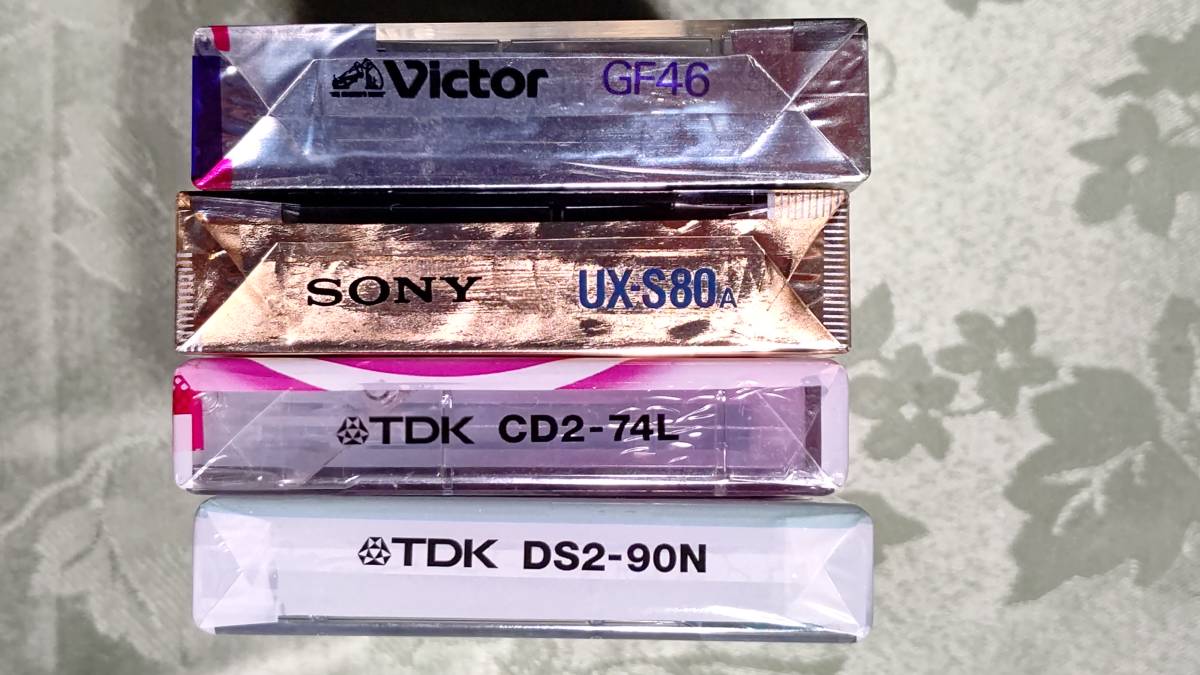 Victor GF46
SONY UX-S80A
TDK CD2-74L
TDK DS2-90N